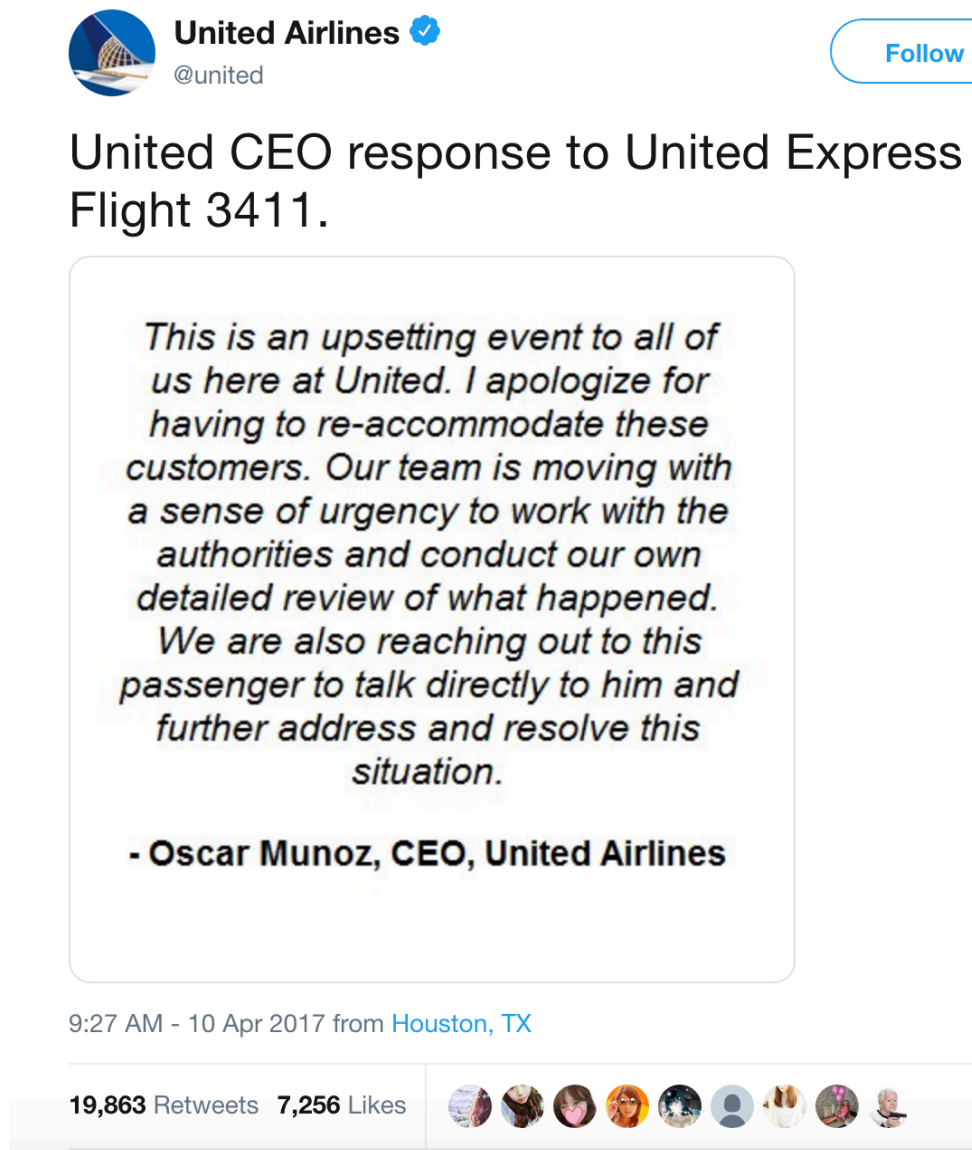 United Airlines
@united
Follow
United CEO response to United Express
Flight 3411.
This is an upsetting event to all of
us here at United. I apologize for
having to re-accommodate these
customers. Our team is moving with
a sense of urgency to work with the
authorities and conduct our own
detailed review of what happened.
We are also reaching out to this
passenger to talk directly to him and
further address and resolve this
situation.
- Oscar Munoz, CEO, United Airlines
9:27 AM - 10 Apr 2017 from Houston, TX
19,863 Retweets 7,256 Likes